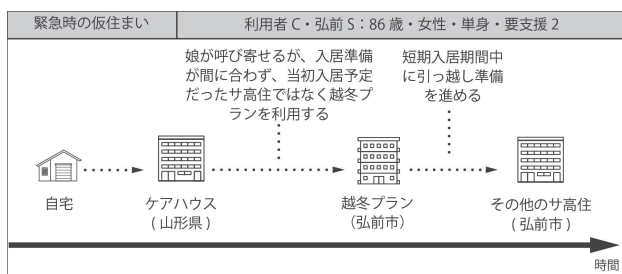 緊急時の仮住まい
利用者 C・弘前 S：86 歳・女性・単身・要支援 2
娘が呼び寄せるが、入居準備
が間に合わず、当初入居予定
だったサ高住ではなく越冬プ
ランを利用する
短期入居期間中
に引っ越し準備
を進める
自宅
ケアハウス
( 山形県 )
越冬プラン
（弘前市）
その他のサ高住
( 弘前市 )
時間